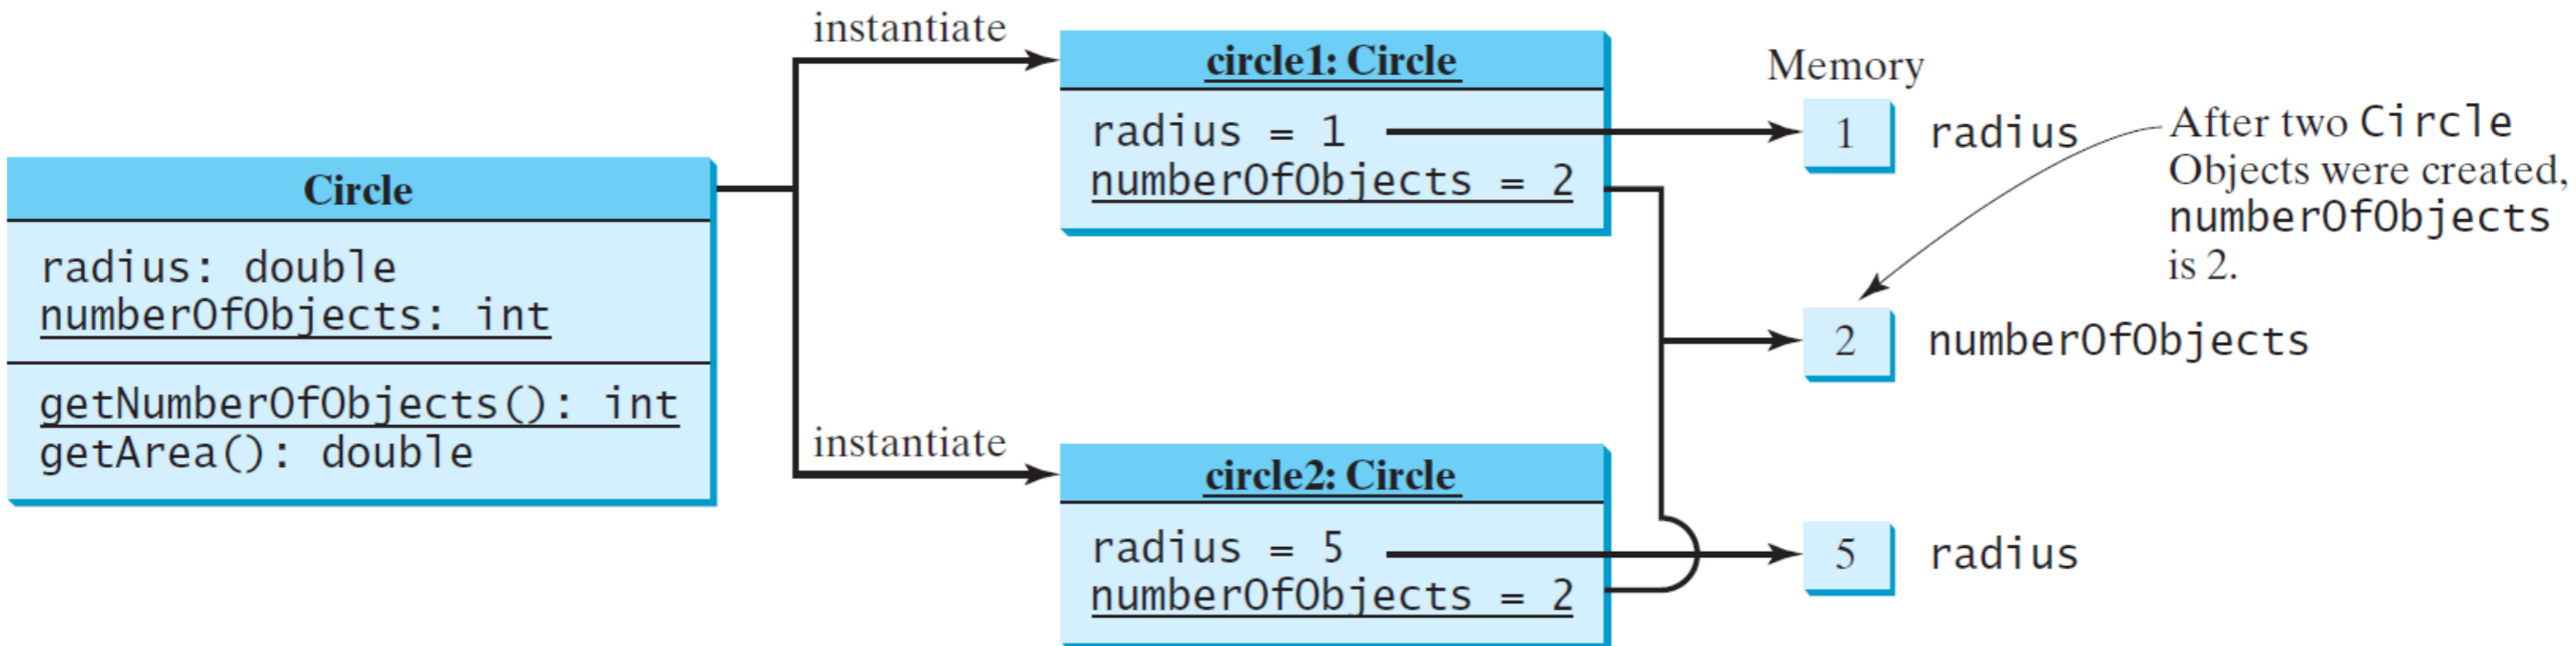 Circle
radius: double
numberOfObjects: int
getNumberOfObjects(): int
getArea(): double
instantiate
circle1: Circle
radius = 1
numberOfObjects = 2
instantiate
circle2: Circle
radius = 5
numberOfObjects = 2
Memory
1 radius
2 numberOfObjects
5 radius
After two Circle
Objects were created,
numberOfObjects
is 2.